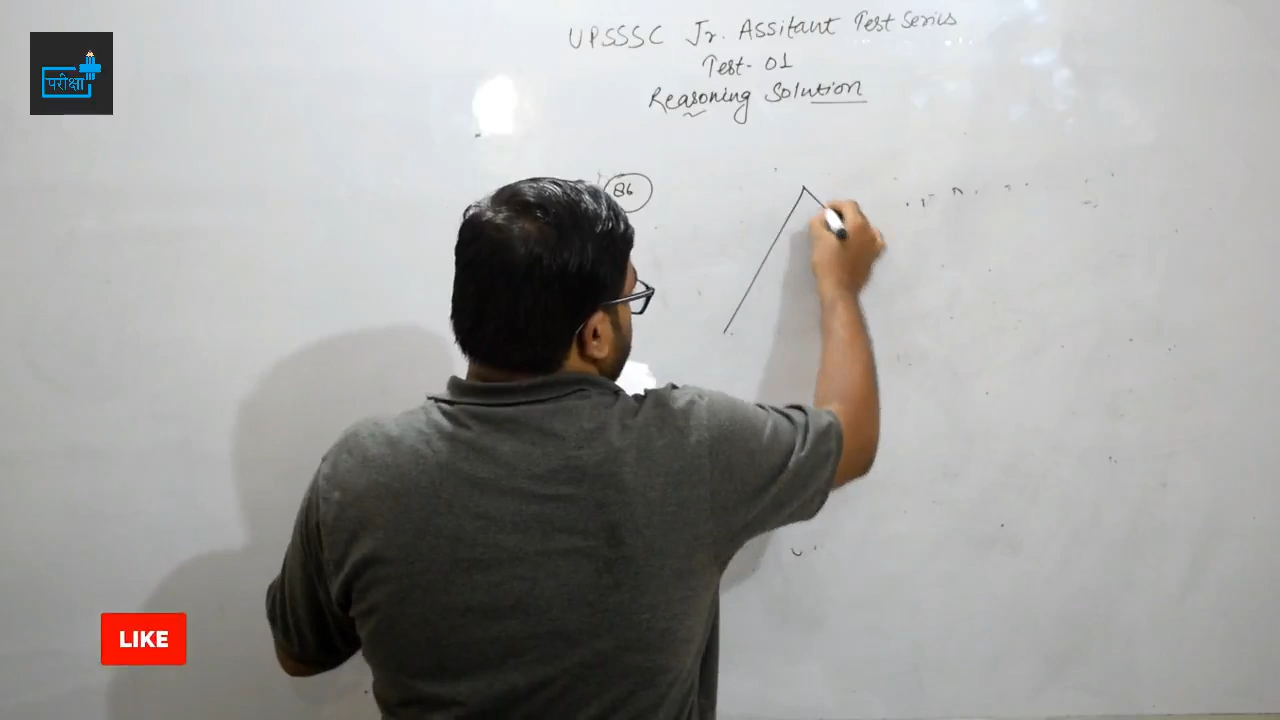 परीक्षा
UPSSSC Jr. Assitant Test Series
Test- 01
Reasoning Solution
86
LIKE